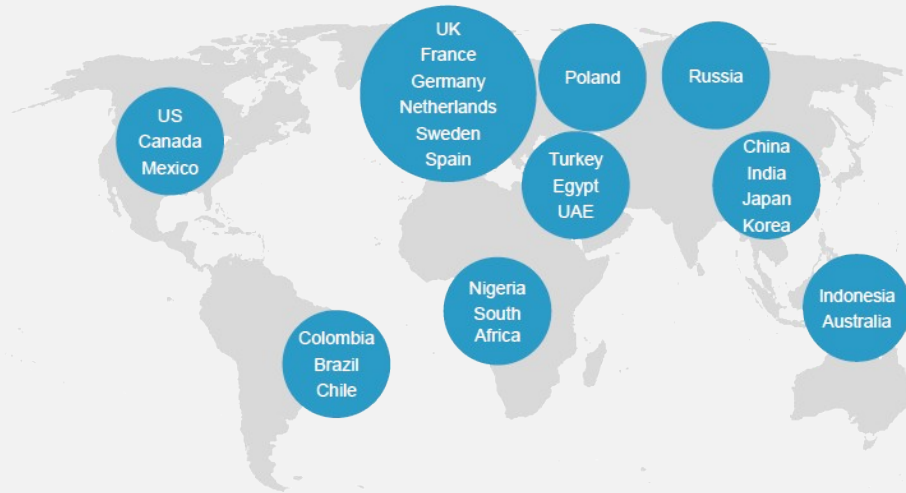 UK
France
Germany
Netherlands
Sweden
Spain
Poland
Russia
US
Canada
Mexico
Turkey
Egypt
UAE
China
India
Japan
Korea
Nigeria
South
Africa
Indonesia
Australia
Colombia
Brazil
Chile